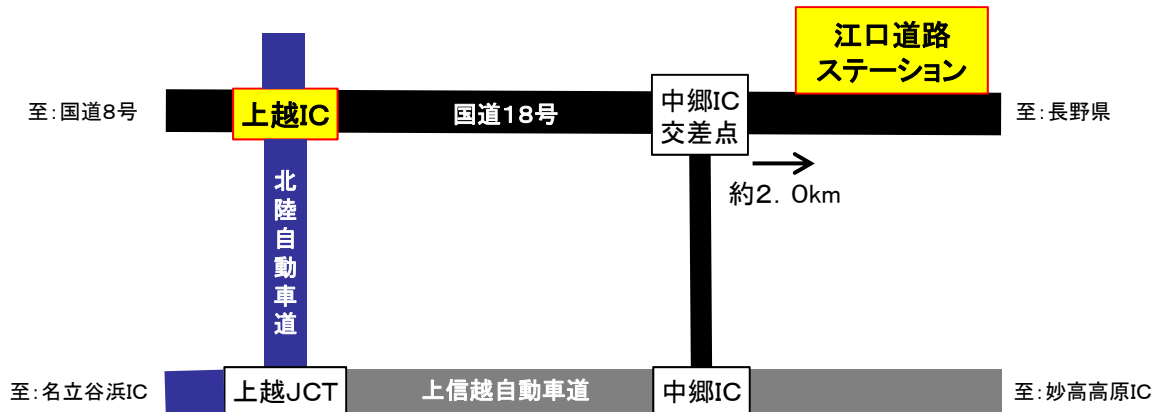 江口道路
ステーション
至：国道8号
上越IC
国道18号
中郷IC
交差点
至：長野県
約2．0km
北陸自動車道
至：名立谷浜IC
上越JCT
上信越自動車道
中郷IC
至：妙高高原IC